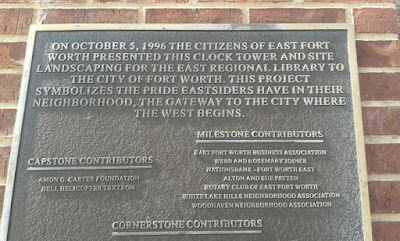 ON OCTOBER 5, 1996 THE CITIZENS OF EAST FORT
WORTH PRESENTED THIS CLOCK TOWER AND SITE
LANDSCAPING FOR THE EAST REGIONAL LIBRARY TO
THE CITY OF FORT WORTH. THIS PROJECT
SYMBOLIZES THE PRIDE EASTSIDERS HAVE IN THEIR
NEIGHBORHOOD, THE GATEWAY TO THE CITY WHERE
THE WEST BEGINS.
CAPSTONE CONTRIBUTORS
AMON G. CARTER FOUNDATION
BELL HELICOPTER TEXTRON
MILESTONE CONTRIBUTORS
EAST FORT WORTH BUSINESS ASSOCIATION
WEBB AND ROSEMARY JOINER
NATIONSBANK - FORT WORTH EAST
ALTON AND SUE PATTEN
ROTARY CLUB OF EAST FORT WORTH
WHITE LAKE HILLS NEIGHBORHOOD ASSOCIATION
WOODHAVEN NEIGHBORHOOD ASSOCIATION
CORNERSTONE CONTRIBUTORS